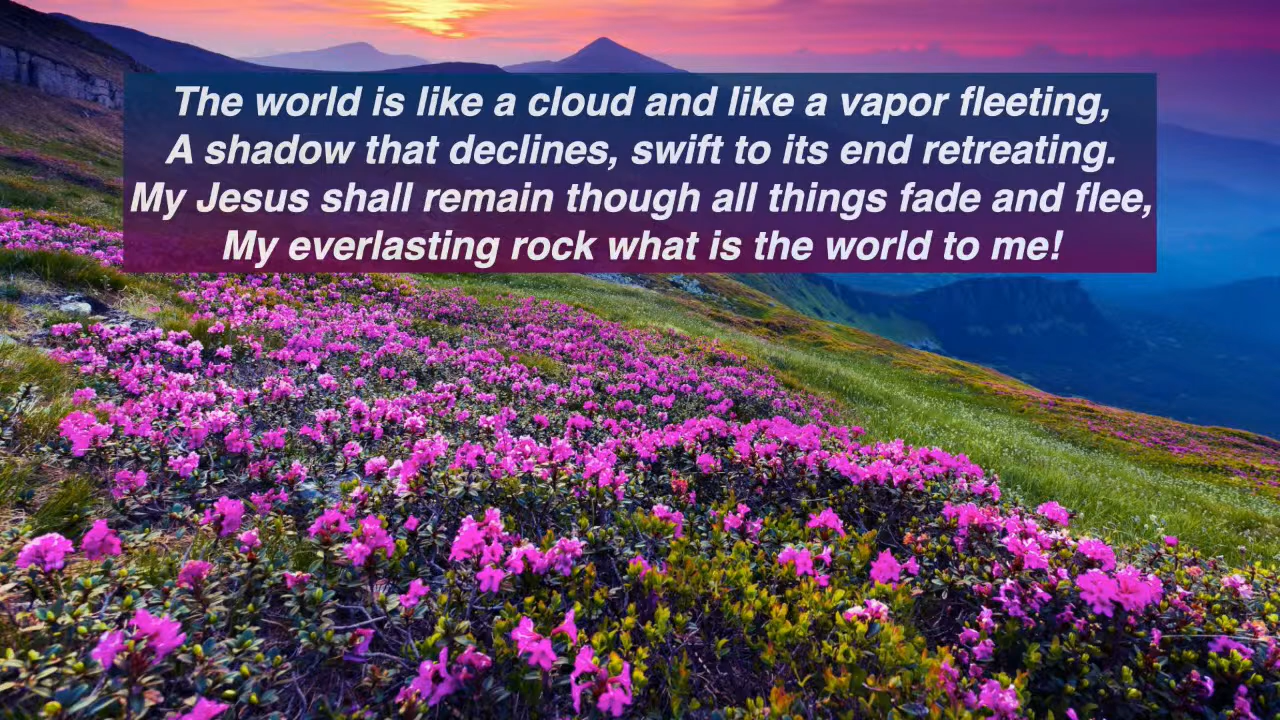 The world is like a cloud and like a vapor fleeting,
A shadow that declines, swift to its end retreating.
My Jesus shall remain though all things fade and flee,
My everlasting rock what is the world to me!